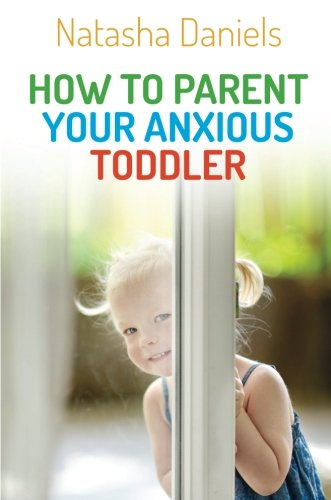 Natasha Daniels
HOW TO PARENT
YOUR ANXIOUS
TODDLER